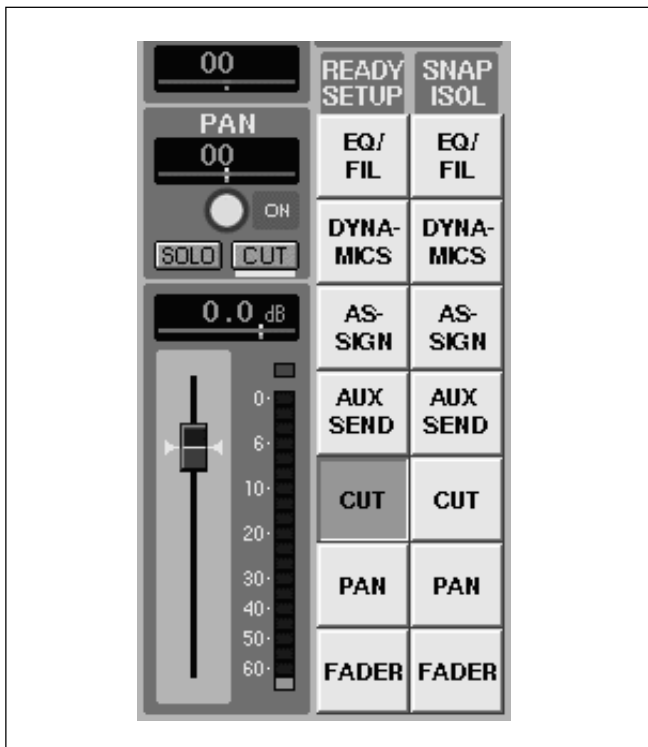 00
PAN
00
ON
SOLO CUT
0.0 dB
0
6
10
20
30
40
50
60
READY
SETUP
EQ/
FIL
DYNA-
MICS
AS-
SIGN
AUX
SEND
CUT
PAN
FADER
SNAP
ISOL
EQ/
FIL
DYNA-
MICS
AS-
SIGN
AUX
SEND
CUT
PAN
FADER